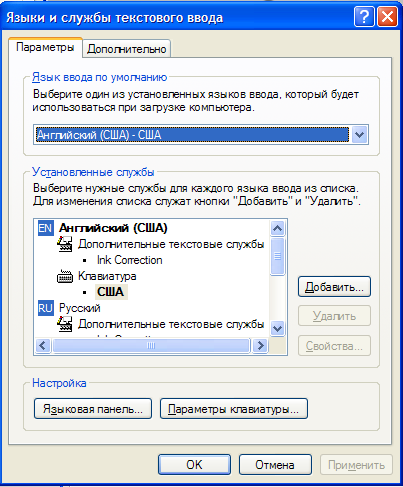 Языки и службы текстового ввода
Параметры
Дополнительно
Язык ввода по умолчанию
Выберите один из установленных языков ввода, который будет
использоваться при загрузке компьютера.
Английский (США) - США
Установленные службы
Выберите нужные службы для каждого языка ввода из списка.
Для изменения списка служат кнопки "Добавить" и "Удалить".
EN Английский (США)
Дополнительные текстовые службы
Ink Correction
Клавиатура
США
RU Русский
Дополнительные текстовые службы
Добавить...
Удалить
Свойства...
Настройка
Языковая панель...
Параметры клавиатуры...
OK
Отмена
Применить